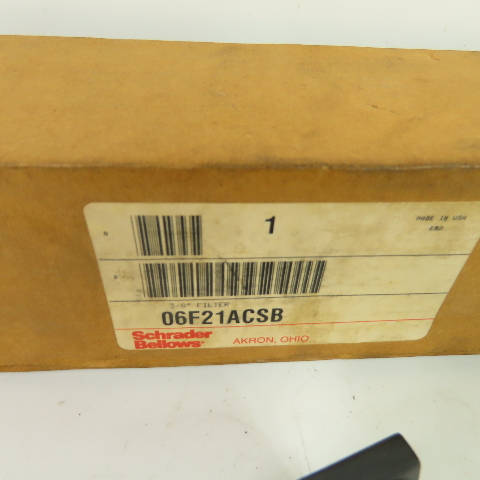 1
MADE IN USA
3/8" FILTER
06F21ACSB
Schrader
Bellows
AKRON, OHIO